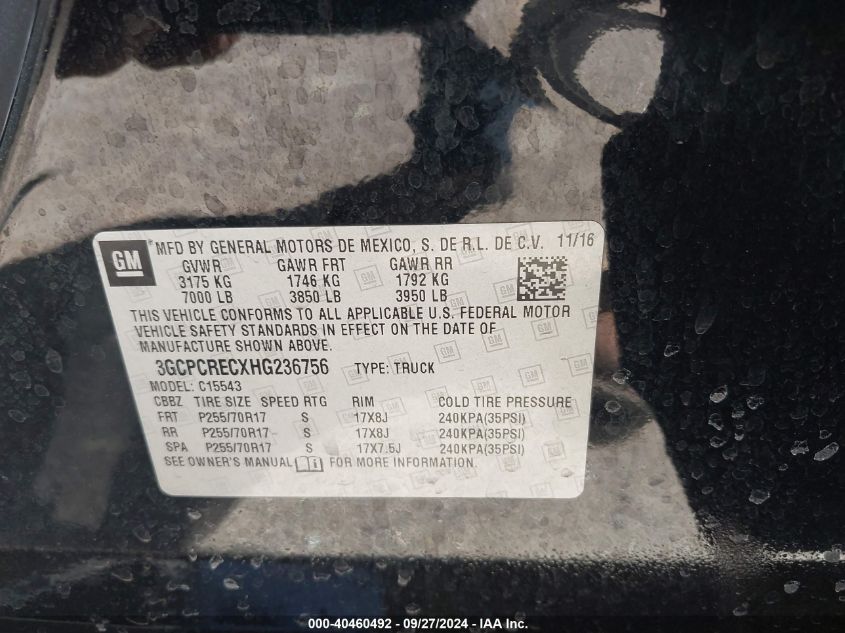 GM
*MFD BY GENERAL MOTORS DE MEXICO, S. DE R.L. DE C.V. 11/16
GVWR GAWR FRT GAWR RR
3175 KG 1746 KG 1792 KG
7000 LB 3850 LB 3950 LB
THIS VEHICLE CONFORMS TO ALL APPLICABLE U.S. FEDERAL MOTOR
VEHICLE SAFETY STANDARDS IN EFFECT ON THE DATE OF
MANUFACTURE SHOWN ABOVE.
3GCPCRECXHG236756 TYPE: TRUCK
MODEL: C15543
CBBZ TIRE SIZE SPEED RTG RIM COLD TIRE PRESSURE
FRT P255/70R17 S 17X8J 240KPA(35PSI)
RR P255/70R17 S 17X8J 240KPA(35PSI)
SPA P255/70R17 S 17X7.5J 240KPA(35PSI)
SEE OWNER'S MANUAL FOR MORE INFORMATION.
000-40460492 - 09/27/2024 - IAA Inc.